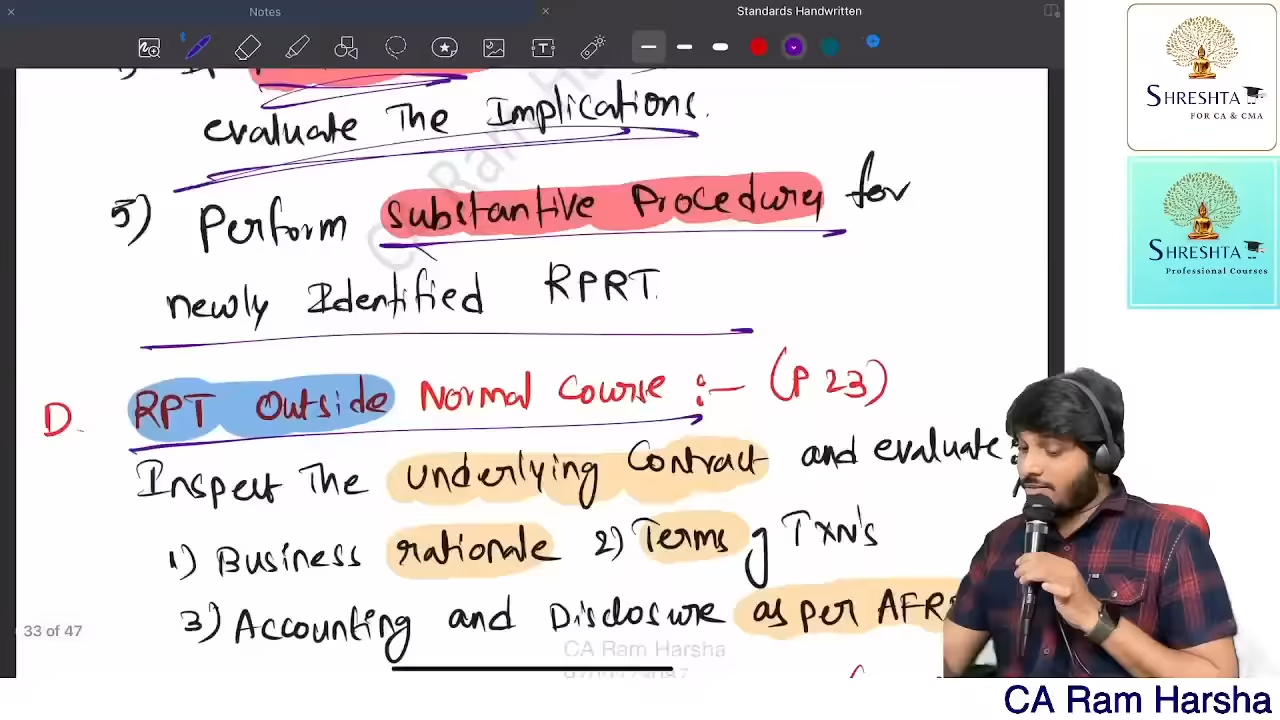 Notes
Standards Handwritten
evaluate The Implications.
5) Perform substantive Procedury for
newly Identified RPRT.
D. RPT Outside Normal Course :- (P 23)
Inspect The underlying Contract and evaluate
1) Business rationale 2) Terms of TXN's
3) Accounting and Disclosure as per AFR
33 of 47
CA Ram Harsha
SHRESHTA
FOR CA & CMA
SHRESHTA
Professional Courses
CA Ram Harsha